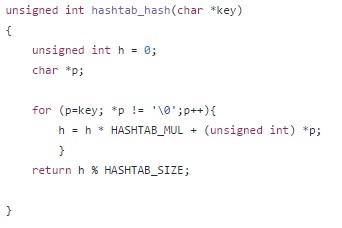 unsigned int hashtab_hash(char *key)
{
    unsigned int h = 0;
    char *p;

    for (p=key; *p != '\0';p++){
        h = h * HASHTAB_MUL + (unsigned int) *p;
        }
    return h % HASHTAB_SIZE;

}